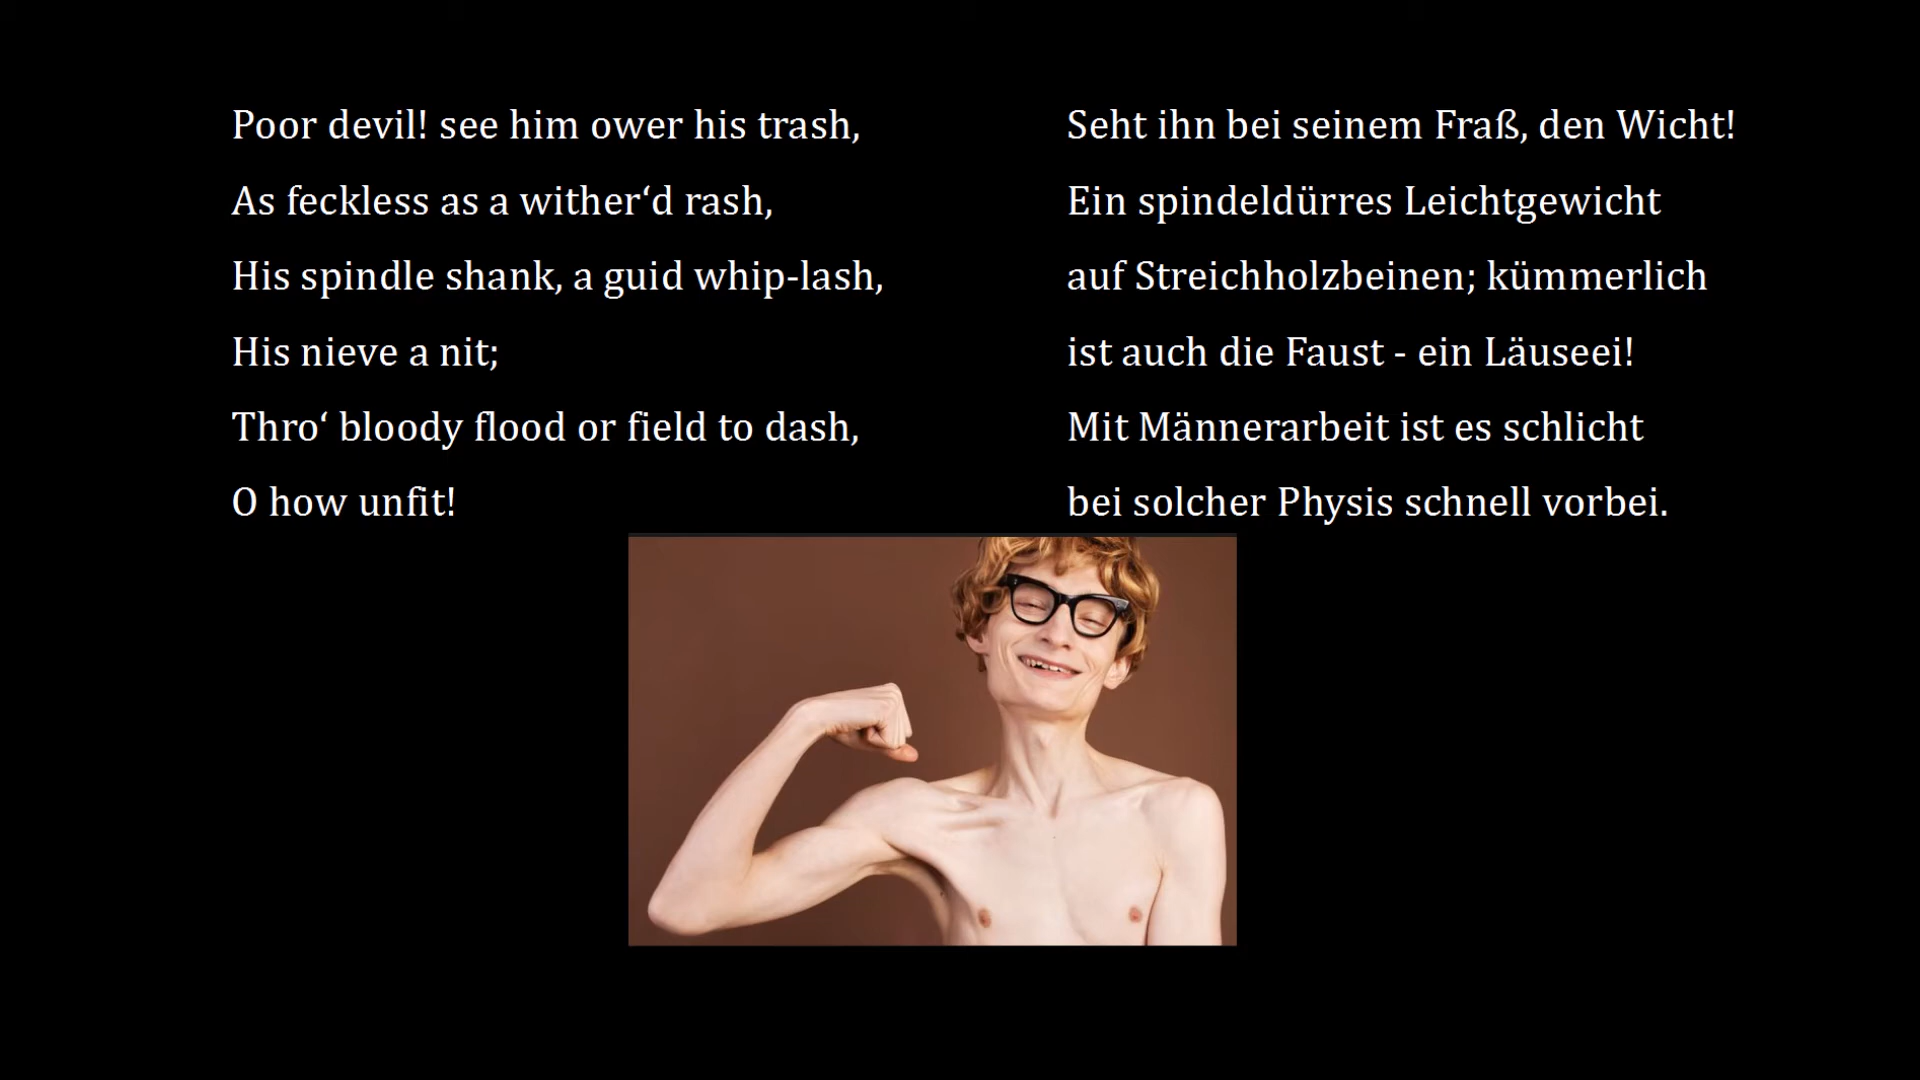 Poor devil! see him ower his trash,
As feckless as a wither‘d rash,
His spindle shank, a guid whip-lash,
His nieve a nit;
Thro‘ bloody flood or field to dash,
O how unfit!
Seht ihn bei seinem Fraß, den Wicht!
Ein spindeldürres Leichtgewicht
auf Streichholzbeinen; kümmerlich
ist auch die Faust - ein Läuseei!
Mit Männerarbeit ist es schlicht
bei solcher Physis schnell vorbei.